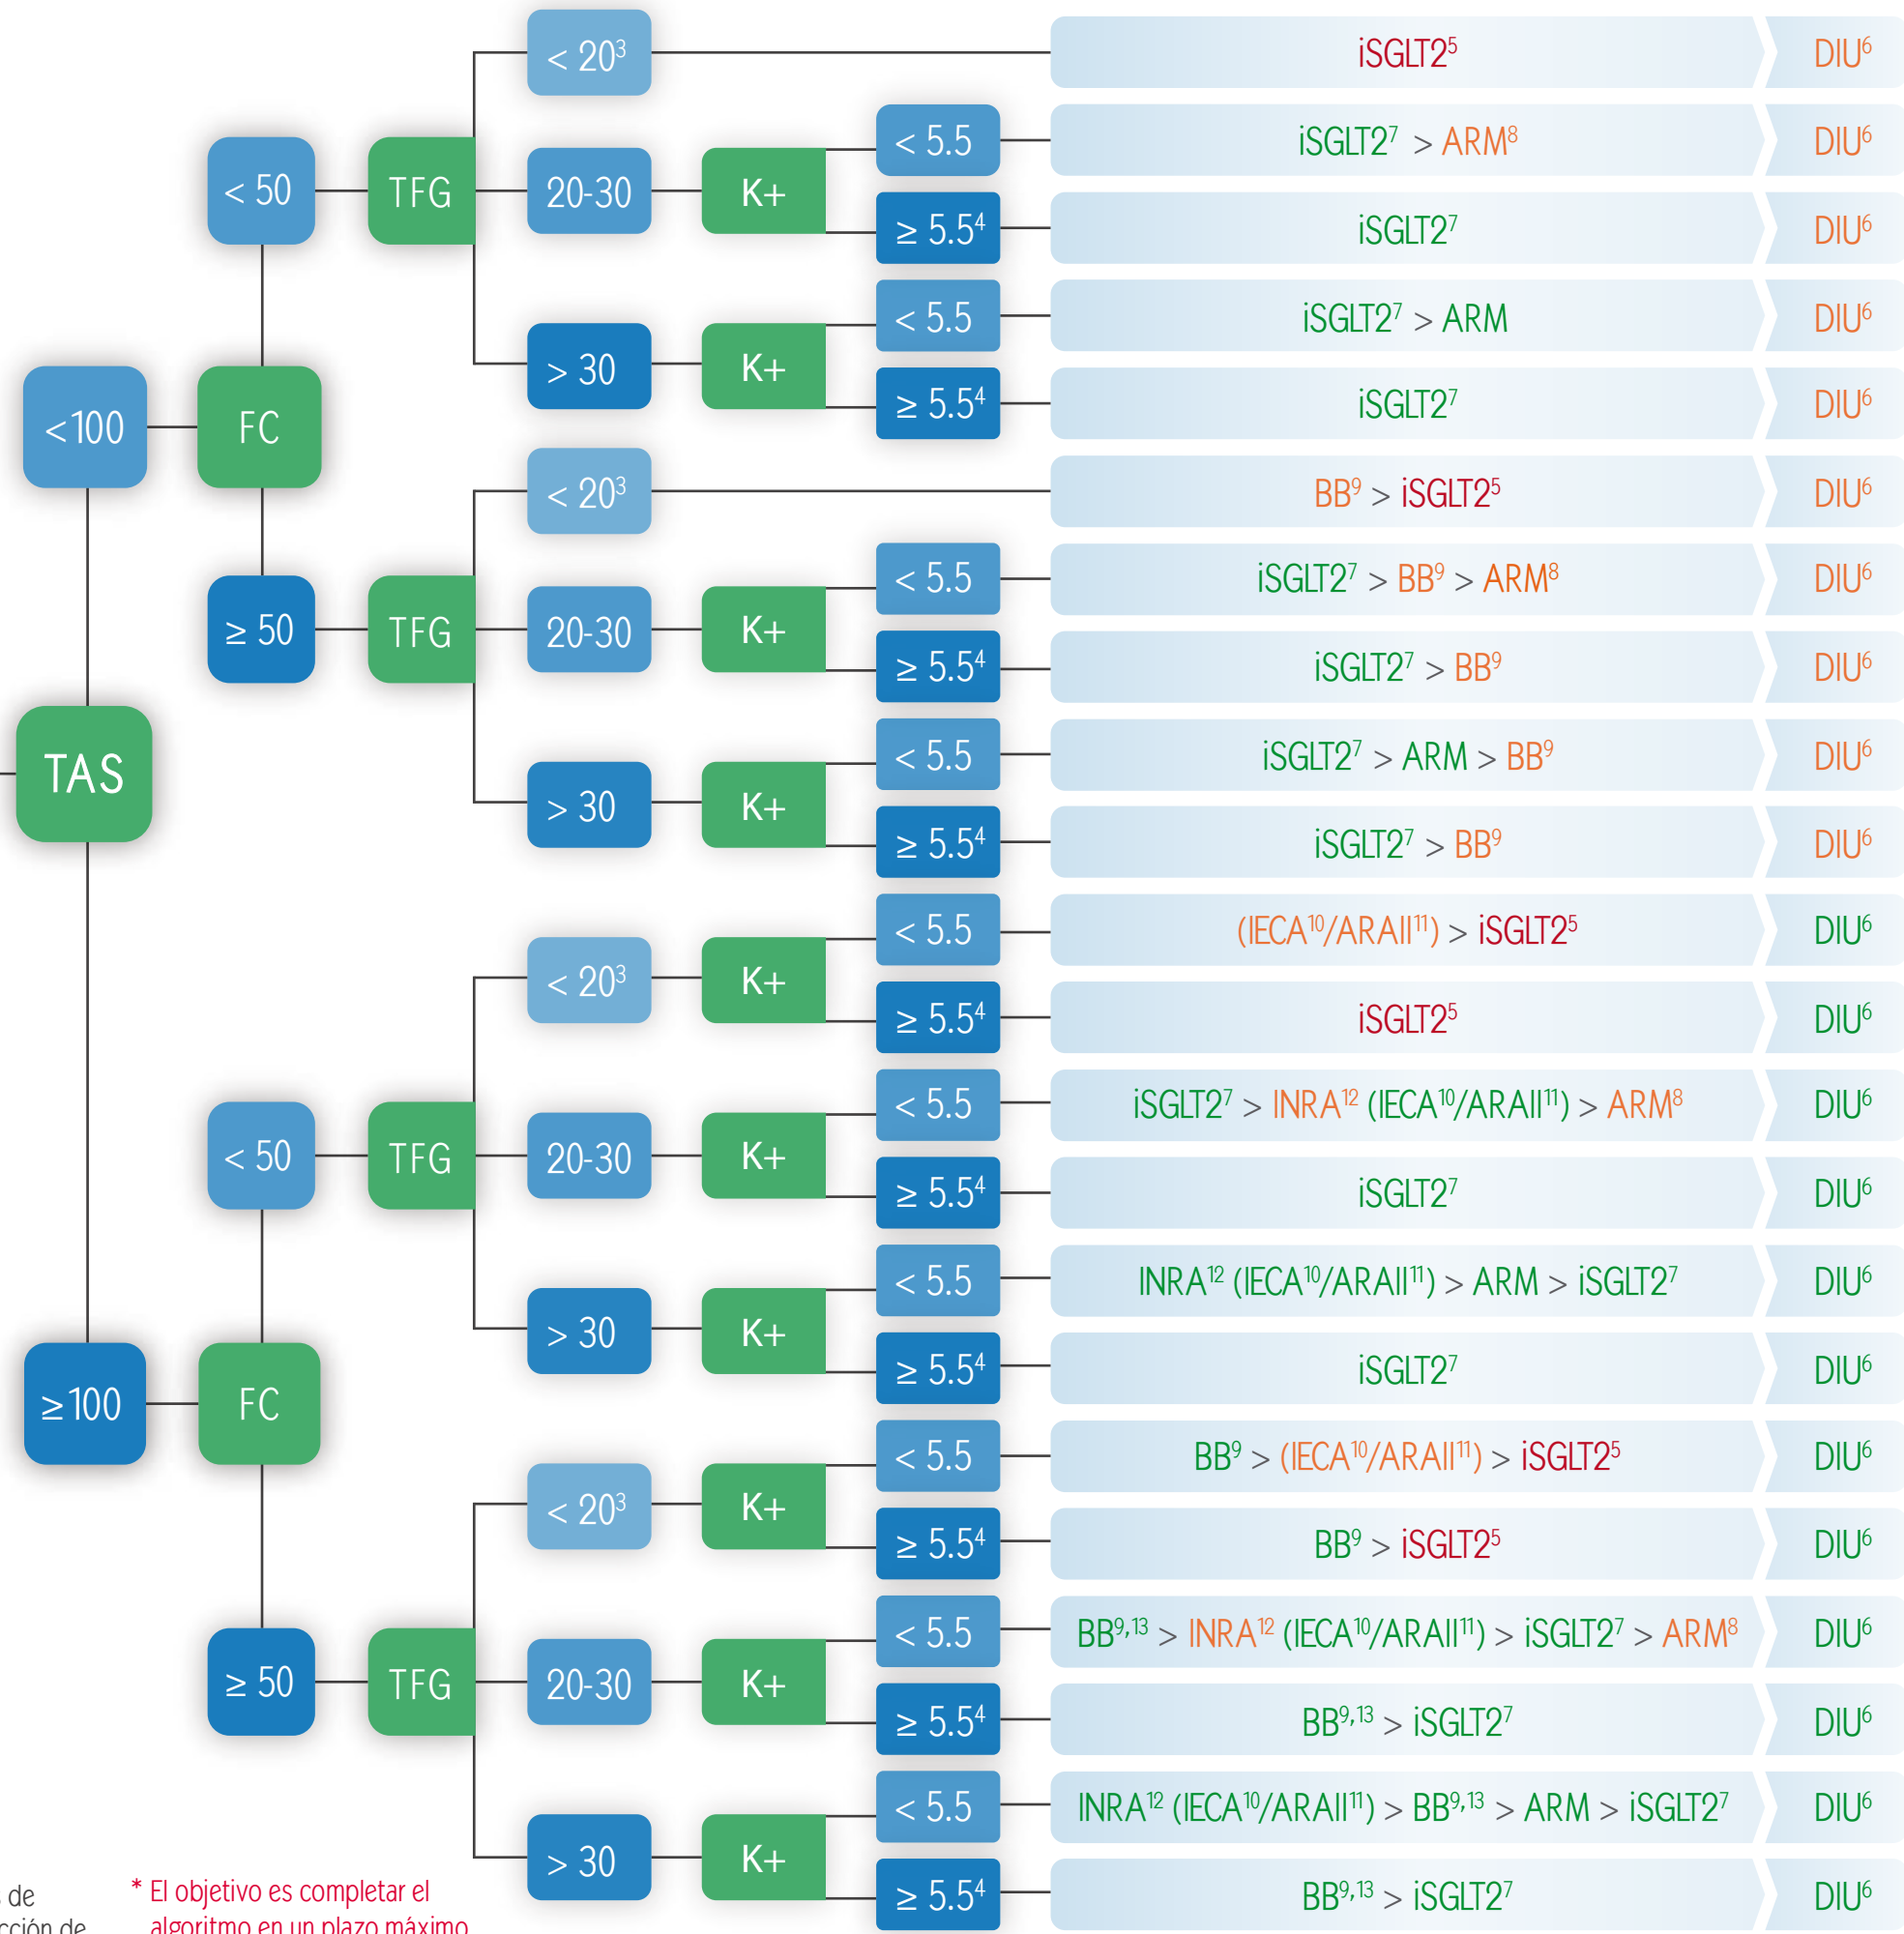 < 20³ iSGLT2⁵ DIU⁶
< 5.5 iSGLT2⁷ > ARM⁸ DIU⁶
< 50 TFG 20-30 K+
≥ 5.5⁴ iSGLT2⁷ DIU⁶
< 5.5 iSGLT2⁷ > ARM DIU⁶
> 30 K+
≥ 5.5⁴ iSGLT2⁷ DIU⁶
<100 FC
< 20³ BB⁹ > iSGLT2⁵ DIU⁶
< 5.5 iSGLT2⁷ > BB⁹ > ARM⁸ DIU⁶
≥ 50 TFG 20-30 K+
≥ 5.5⁴ iSGLT2⁷ > BB⁹ DIU⁶
TAS
< 5.5 iSGLT2⁷ > ARM > BB⁹ DIU⁶
> 30 K+
≥ 5.5⁴ iSGLT2⁷ > BB⁹ DIU⁶
< 5.5 (IECA¹⁰/ARAII¹¹) > iSGLT2⁵ DIU⁶
< 20³ K+
≥ 5.5⁴ iSGLT2⁵ DIU⁶
< 5.5 iSGLT2⁷ > INRA¹² (IECA¹⁰/ARAII¹¹) > ARM⁸ DIU⁶
< 50 TFG 20-30 K+
≥ 5.5⁴ iSGLT2⁷ DIU⁶
< 5.5 INRA¹² (IECA¹⁰/ARAII¹¹) > ARM > iSGLT2⁷ DIU⁶
> 30 K+
≥ 5.5⁴ iSGLT2⁷ DIU⁶
≥100 FC
< 5.5 BB⁹ > (IECA¹⁰/ARAII¹¹) > iSGLT2⁵ DIU⁶
< 20³ K+
≥ 5.5⁴ BB⁹ > iSGLT2⁵ DIU⁶
< 5.5 BB⁹,¹³ > INRA¹² (IECA¹⁰/ARAII¹¹) > iSGLT2⁷ > ARM⁸ DIU⁶
≥ 50 TFG 20-30 K+
≥ 5.5⁴ BB⁹,¹³ > iSGLT2⁷ DIU⁶
< 5.5 INRA¹² (IECA¹⁰/ARAII¹¹) > BB⁹,¹³ > ARM > iSGLT2⁷ DIU⁶
> 30 K+
≥ 5.5⁴ BB⁹,¹³ > iSGLT2⁷ DIU⁶
de
* El objetivo es completar el
algoritmo en un plazo máximo